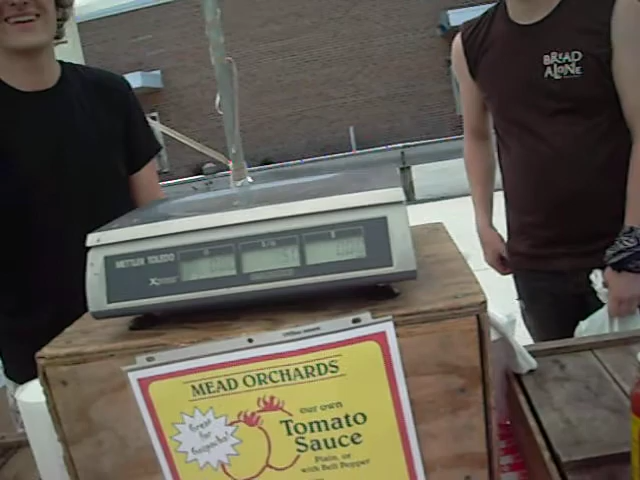 BREAD
ALONE
METTLER TOLEDO
MEAD ORCHARDS
Great
for
our own
Tomato
Sauce
Plain, or
with Bell Pepper